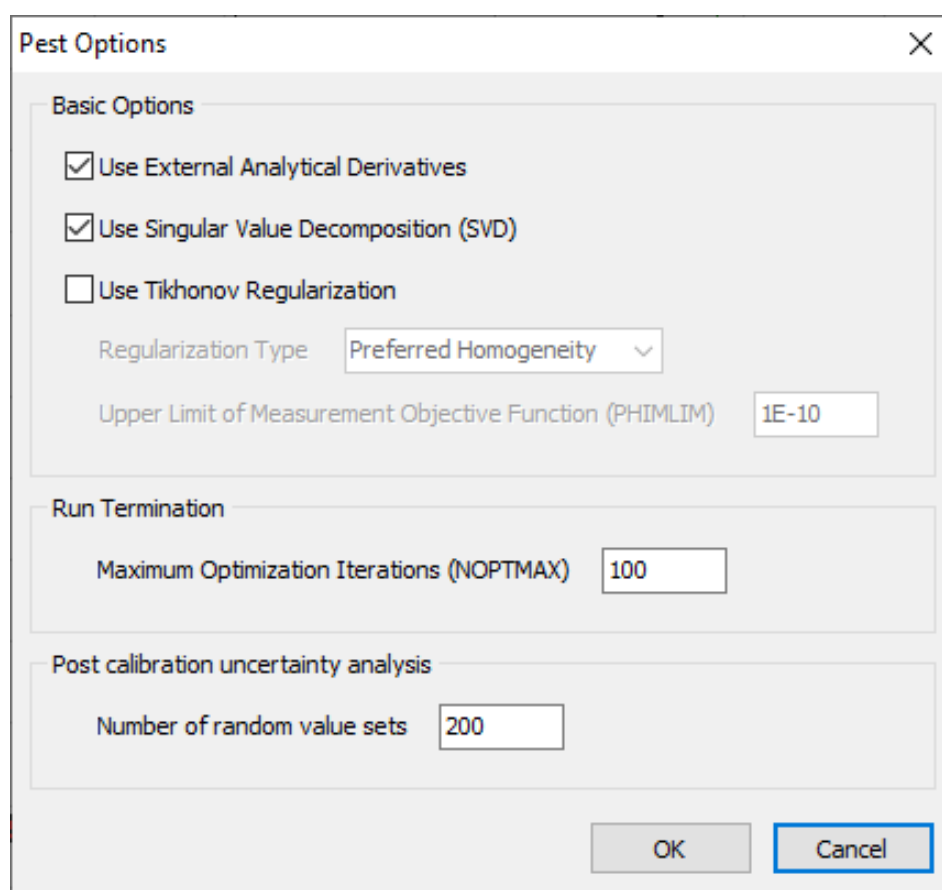 Pest Options
Basic Options
Use External Analytical Derivatives
Use Singular Value Decomposition (SVD)
Use Tikhonov Regularization
Regularization Type Preferred Homogeneity
Upper Limit of Measurement Objective Function (PHIMLIM) 1E-10
Run Termination
Maximum Optimization Iterations (NOPTMAX) 100
Post calibration uncertainty analysis
Number of random value sets 200
OK Cancel